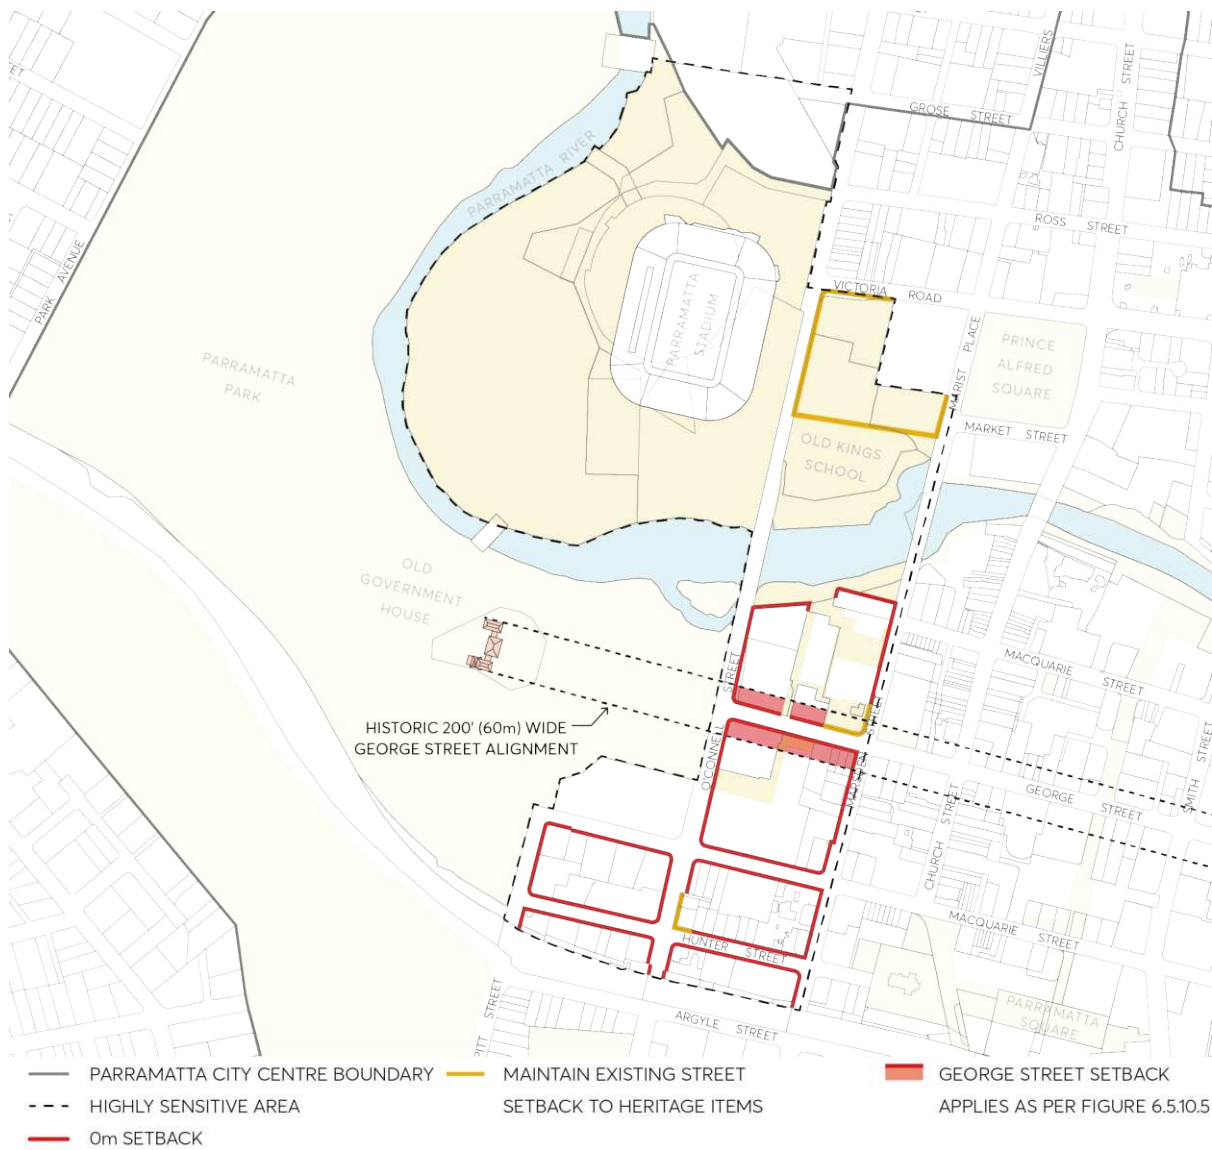 VILLIERS
CHURCH STREET
GROSE STREET
PARRAMATTA RIVER
ROSS STREET
PARK AVENUE
VICTORIA ROAD
PARRAMATTA
STADIUM
MARIST PLACE
PRINCE
ALFRED
SQUARE
PARRAMATTA
PARK
MARKET STREET
OLD KINGS
SCHOOL
OLD
GOVERNMENT
HOUSE
MACQUARIE STREET
O'CONNELL STREET
MARSDEN STREET
HISTORIC 200' (60m) WIDE
GEORGE STREET ALIGNMENT
SMITH STREET
GEORGE STREET
CHURCH STREET
MACQUARIE STREET
HUNTER STREET
PARRAMATTA
SQUARE
PITT STREET
ARGYLE STREET
PARRAMATTA CITY CENTRE BOUNDARY
HIGHLY SENSITIVE AREA
0m SETBACK
MAINTAIN EXISTING STREET
SETBACK TO HERITAGE ITEMS
GEORGE STREET SETBACK
APPLIES AS PER FIGURE 6.5.10.5